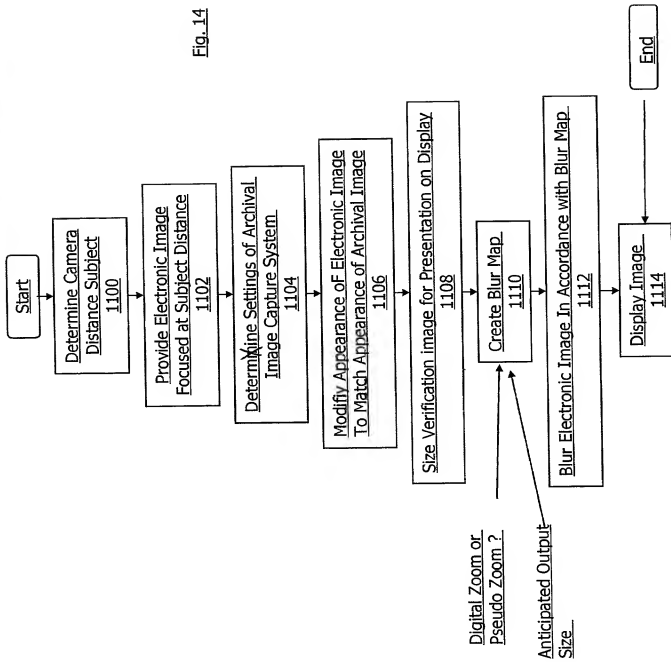 Fig. 14
Start
Determine Camera
Distance Subject
1100
Provide Electronic Image
Focused at Subject Distance
1102
Determine Settings of Archival
Image Capture System
1104
Modifiy Appearance oF Electronic Image
To Match Appearance of Archival Image
1106
Size Verification image for Presentation on Display
1108
Digital Zoom or
Pseudo Zoom ?
Anticipated Output
Size
Create Blur Map
1110
Blur Electronic Image In Accordance with Blur Map
1112
Display Image
1114
End